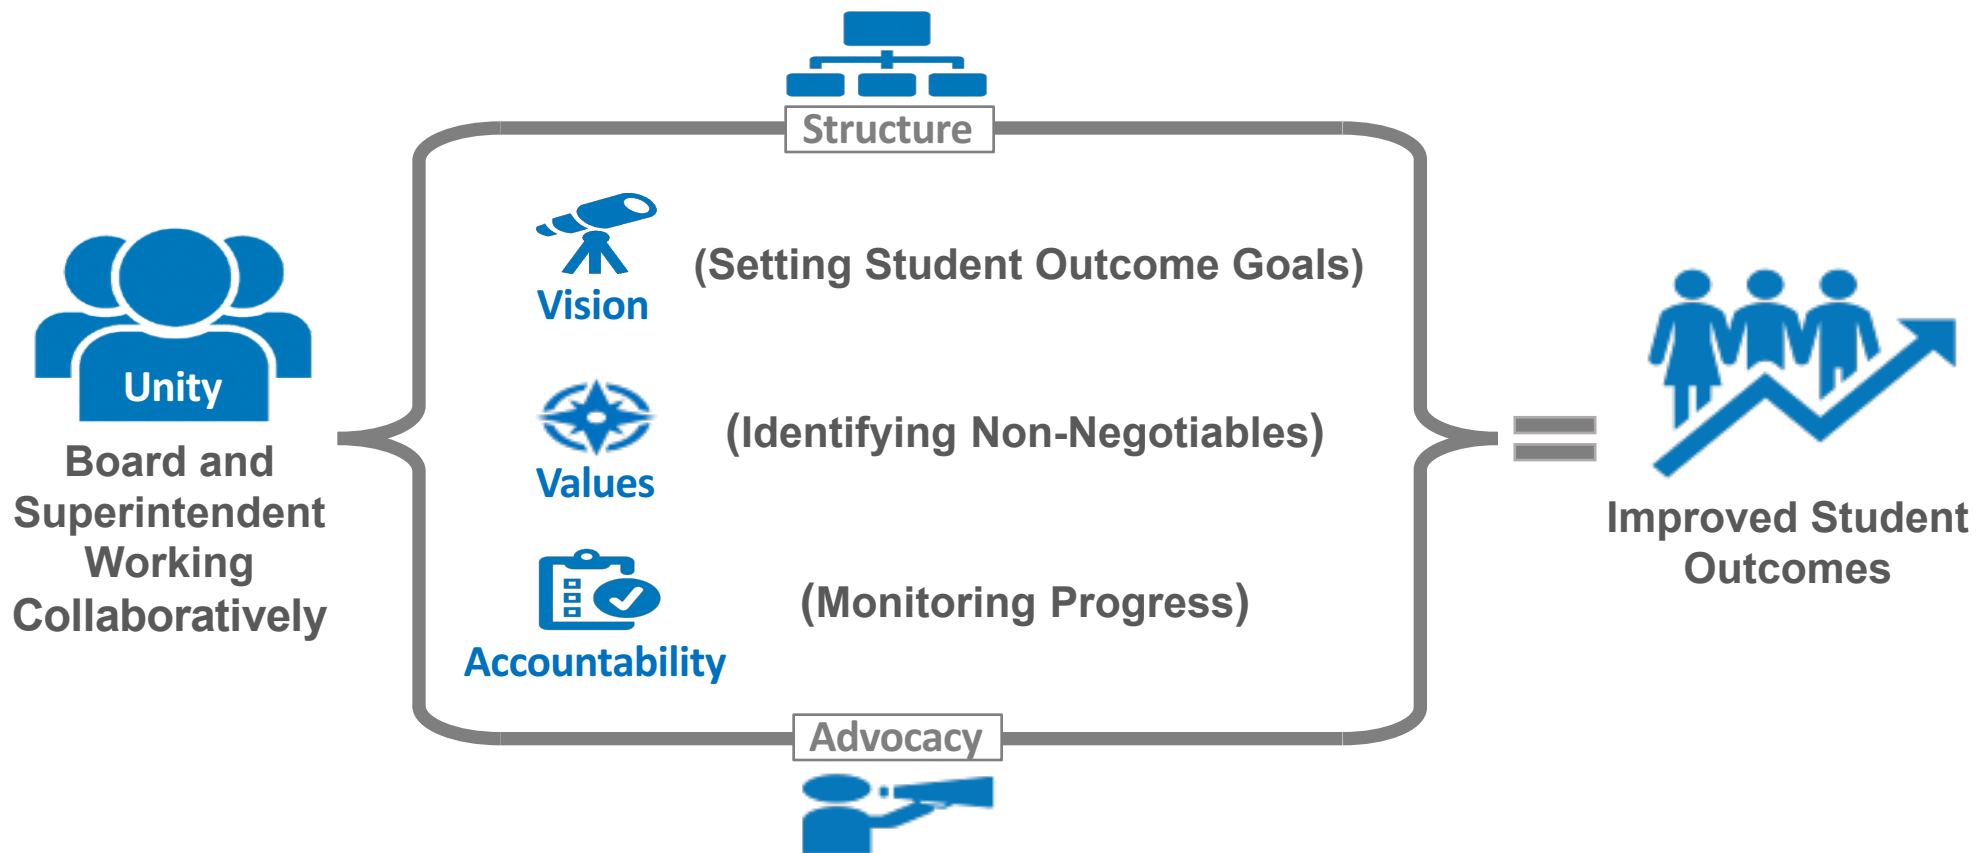 Structure
Vision
(Setting Student Outcome Goals)
Unity
Board and
Superintendent
Working
Collaboratively
Values
(Identifying Non-Negotiables)
Accountability
(Monitoring Progress)
Advocacy
Improved Student
Outcomes